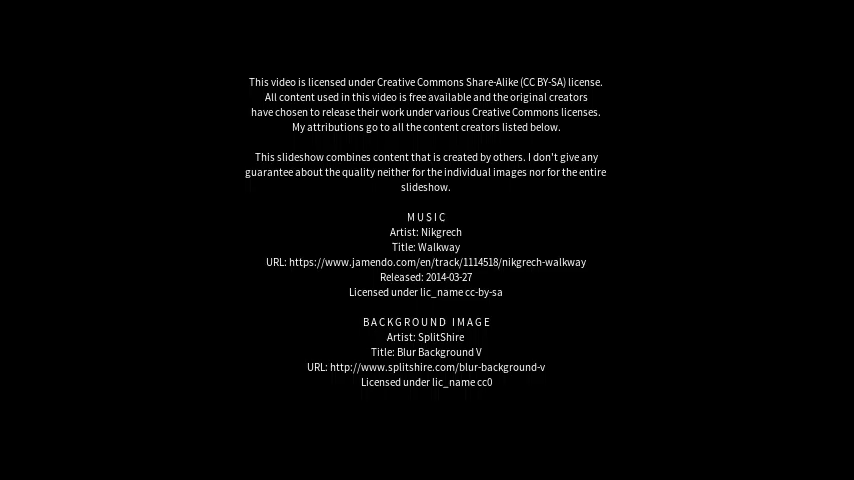 This video is licensed under Creative Commons Share-Alike (CC BY-SA) license.
All content used in this video is free available and the original creators
have chosen to release their work under various Creative Commons licenses.
My attributions go to all the content creators listed below.
This slideshow combines content that is created by others. I don't give any
guarantee about the quality neither for the individual images nor for the entire
slideshow.
MUSIC
Artist: Nikgrech
Title: Walkway
URL: https://www.jamendo.com/en/track/1114518/nikgrech-walkway
Released: 2014-03-27
Licensed under lic_name cc-by-sa
BACKGROUND IMAGE
Artist: SplitShire
Title: Blur Background V
URL: http://www.splitshire.com/blur-background-v
Licensed under lic_name cc0